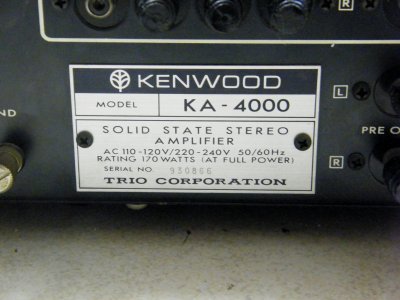 R
KENWOOD
MODEL KA-4000
SOLID STATE STEREO
AMPLIFIER
AC 110-120V/220-240V 50/60Hz
RATING 170 WATTS (AT FULL POWER)
SERIAL NO. 930866
TRIO CORPORATION
ND
L
PRE O
R